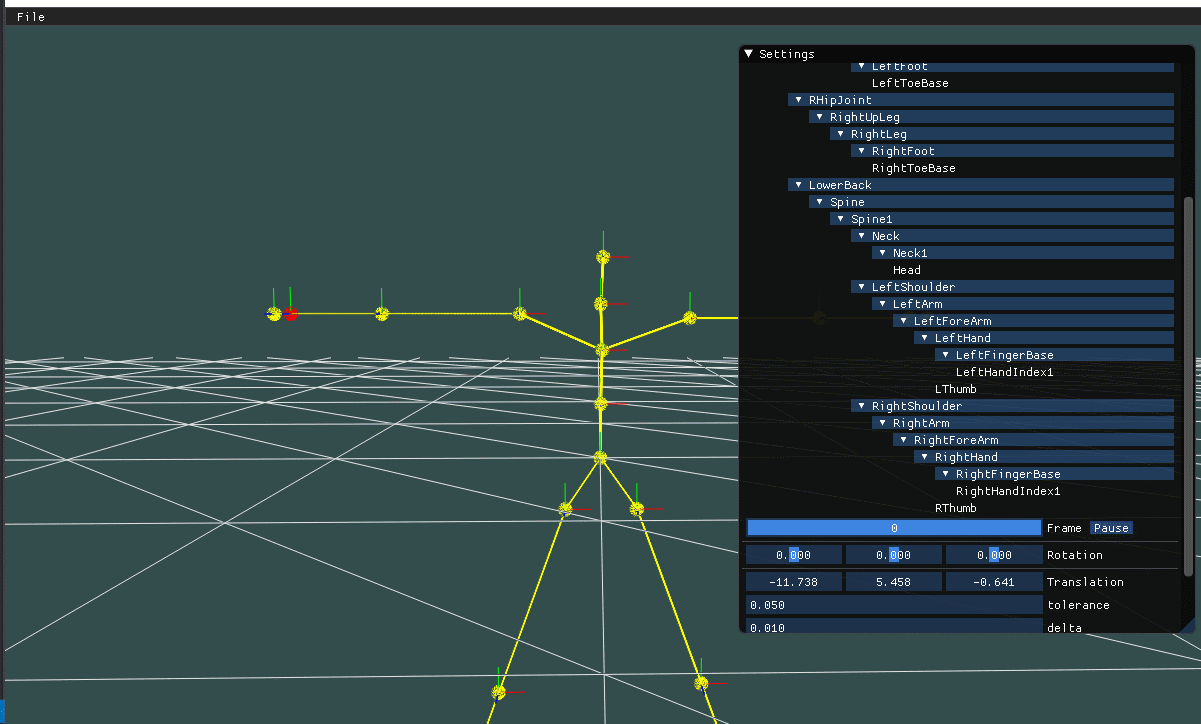 File
Settings
LeftFoot
LeftToeBase
RHipJoint
RightUpLeg
RightLeg
RightFoot
RightToeBase
LowerBack
Spine
Spine1
Neck
Neck1
Head
LeftShoulder
LeftArm
LeftForeArm
LeftHand
LeftFingerBase
LeftHandIndex1
LThumb
RightShoulder
RightArm
RightForeArm
RightHand
RightFingerBase
RightHandIndex1
RThumb
0 Frame Pause
0.000 0.000 0.000 Rotation
-11.738 5.458 -0.641 Translation
0.050 tolerance
0.010 delta